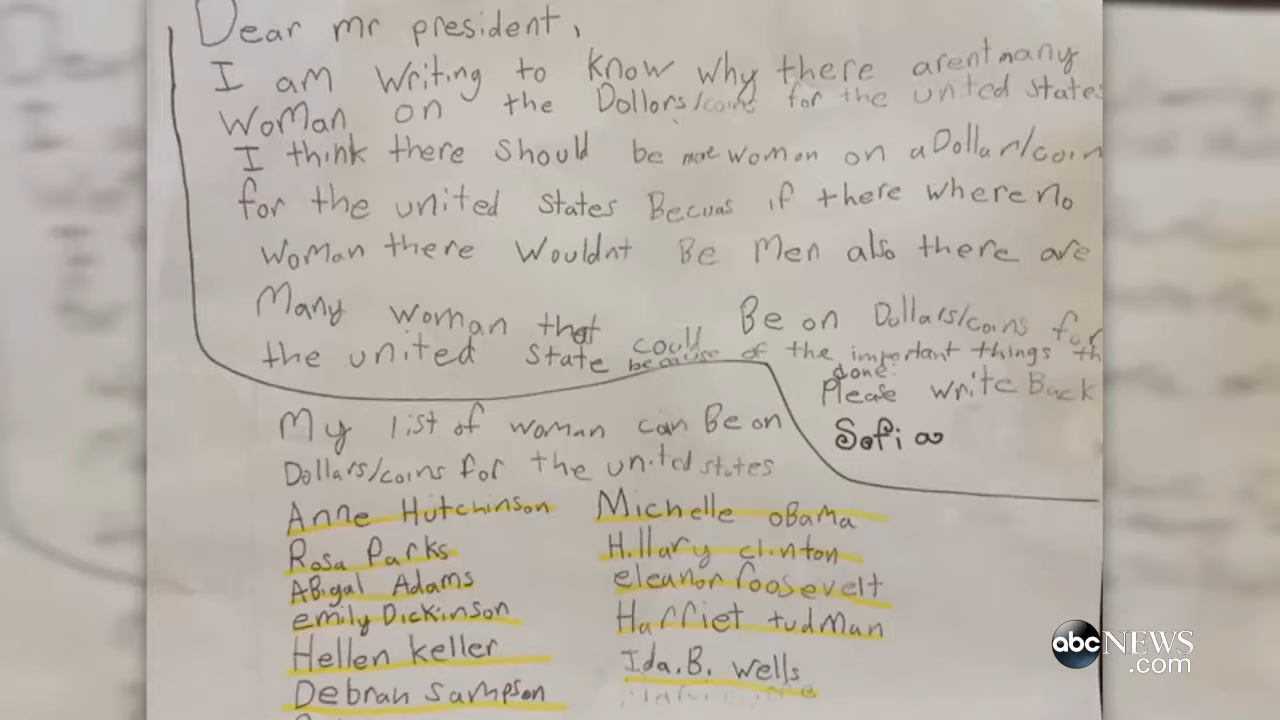 Dear mr president,
I am writing to know why there arent many
woman on the Dollors/coins for the united states
I think there should be more woman on a Dollar/coin
for the united states Becuas if there where no
woman there wouldnt Be Men also there are
Many woman that could Be on Dollars/coins for
the united state because of the important things th
done.
Please write Back
Sofia
My list of woman can Be on
Dollars/coins for the united states
Anne Hutchinson
Rosa Parks
Abigal Adams
emily Dickinson
Hellen keller
Debrah sampson
Michelle oBama
Hillary clinton
eleanor roosevelt
Harriet tudman
Ida.B. wells
abc NEWS
.com